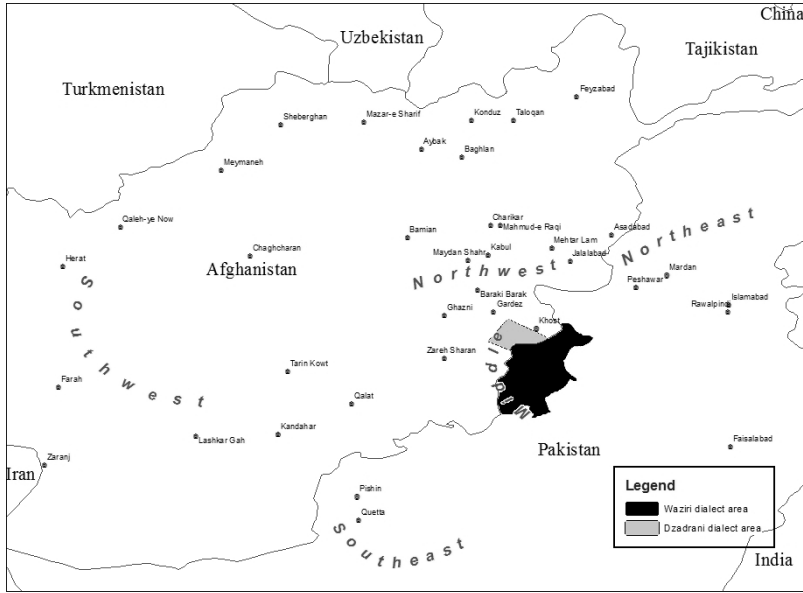 China
Uzbekistan
Tajikistan
Turkmenistan
Feyzabad
Sheberghan
Mazar-e Sharif
Konduz
Taloqan
Aybak
Baghlan
Meymaneh
Qaleh-ye Now
Charikar
Mahmud-e Raqi
Asadabad
Northeast
Bamian
Mehtar Lam
Herat
Chaghcharan
Maydan Shahr
Kabul
Jalalabad
Afghanistan
Northwest
Peshawar
Mardan
Islamabad
Rawalpind
Southwest
Baraki Barak
Ghazni
Gardez
Khost
Zareh Sharan
Middle
Tarin Kowt
Farah
Qalat
Lashkar Gah
Kandahar
Pakistan
Faisalabad
Zaranj
Iran
Pishin
Quetta
Southeast
Legend
Waziri dialect area
Dzadrani dialect area
India